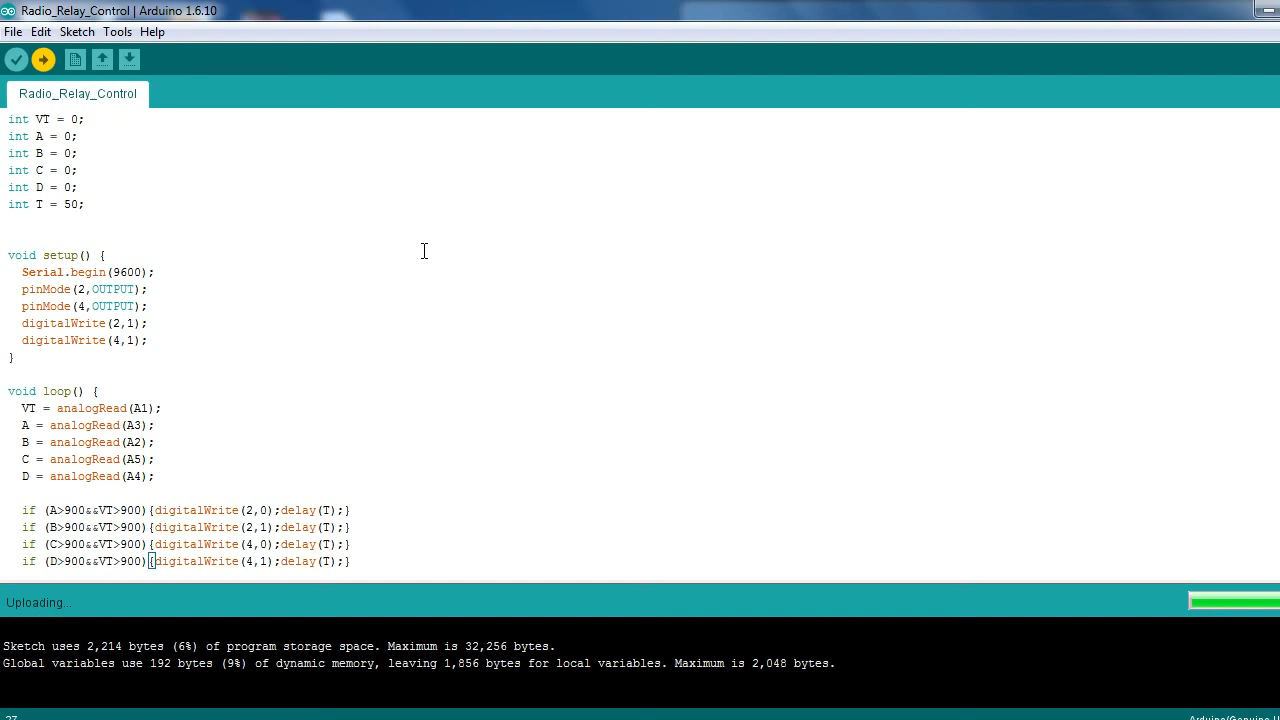 Radio_Relay_Control | Arduino 1.6.10
File Edit Sketch Tools Help
Radio_Relay_Control
int VT = 0;
int A = 0;
int B = 0;
int C = 0;
int D = 0;
int T = 50;
void setup() {
Serial.begin(9600);
pinMode(2,OUTPUT);
pinMode(4,OUTPUT);
digitalWrite(2,1);
digitalWrite(4,1);
}
void loop() {
VT = analogRead(A1);
A = analogRead(A3);
B = analogRead(A2);
C = analogRead(A5);
D = analogRead(A4);
if (A>900&&VT>900){digitalWrite(2,0);delay(T);}
if (B>900&&VT>900){digitalWrite(2,1);delay(T);}
if (C>900&&VT>900){digitalWrite(4,0);delay(T);}
if (D>900&&VT>900){digitalWrite(4,1);delay(T);}
Uploading...
Sketch uses 2,214 bytes (6%) of program storage space. Maximum is 32,256 bytes.
Global variables use 192 bytes (9%) of dynamic memory, leaving 1,856 bytes for local variables. Maximum is 2,048 bytes.